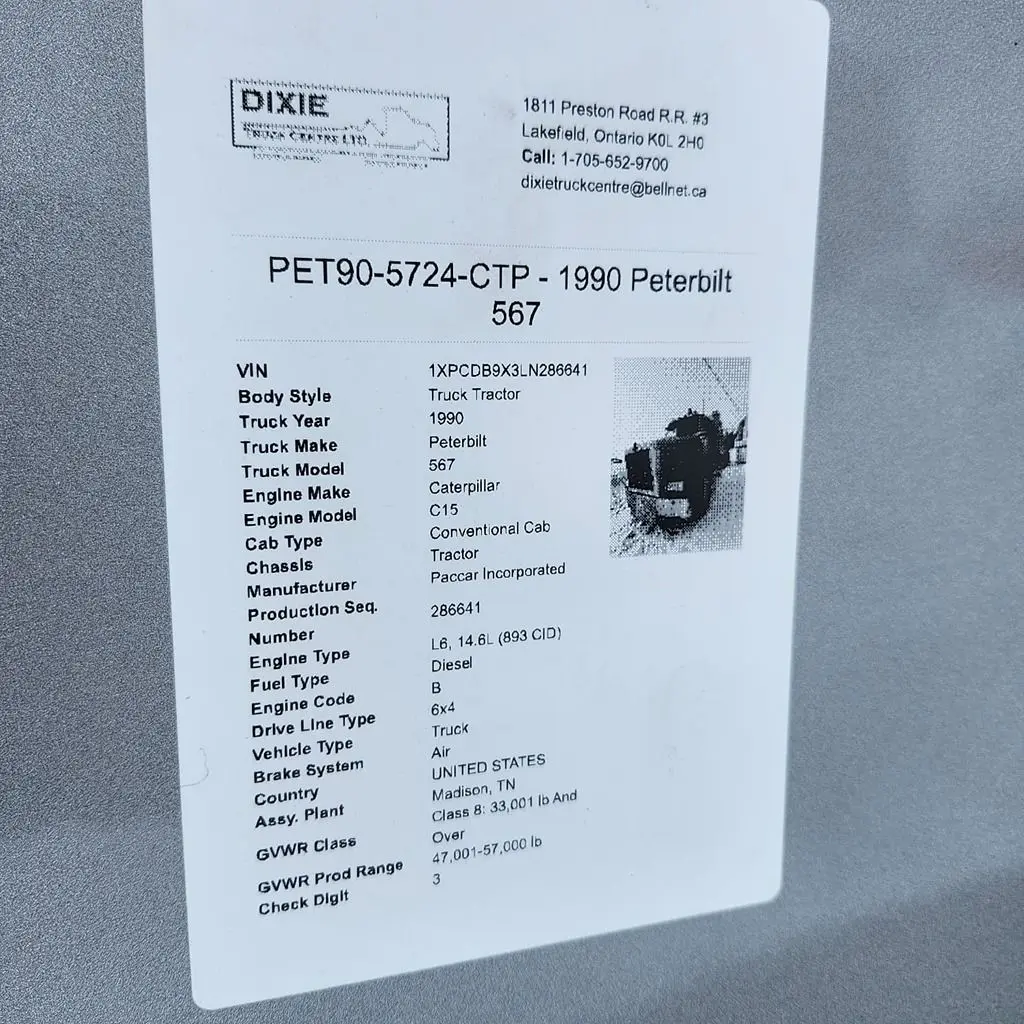 DIXIE
TRUCK CENTRE LTD.
1811 Preston Road R.R. #3
Lakefield, Ontario K0L 2H0
Call: 1-705-652-9700
dixietruckcentre@bellnet.ca
PET90-5724-CTP - 1990 Peterbilt
567
VIN 1XPCDB9X3LN286641
Body Style Truck Tractor
Truck Year 1990
Truck Make Peterbilt
Truck Model 567
Engine Make Caterpillar
Engine Model C15
Cab Type Conventional Cab
Chassis Tractor
Manufacturer Paccar Incorporated
Production Seq.
Number 286641
Engine Type L6, 14.6L (893 CID)
Fuel Type Diesel
Engine Code B
Drive Line Type 6x4
Vehicle Type Truck
Brake System Air
Country UNITED STATES
Assy. Plant Madison, TN
GVWR Class Class 8: 33,001 lb And
Over
GVWR Prod Range 47,001-57,000 lb
Check Digit 3